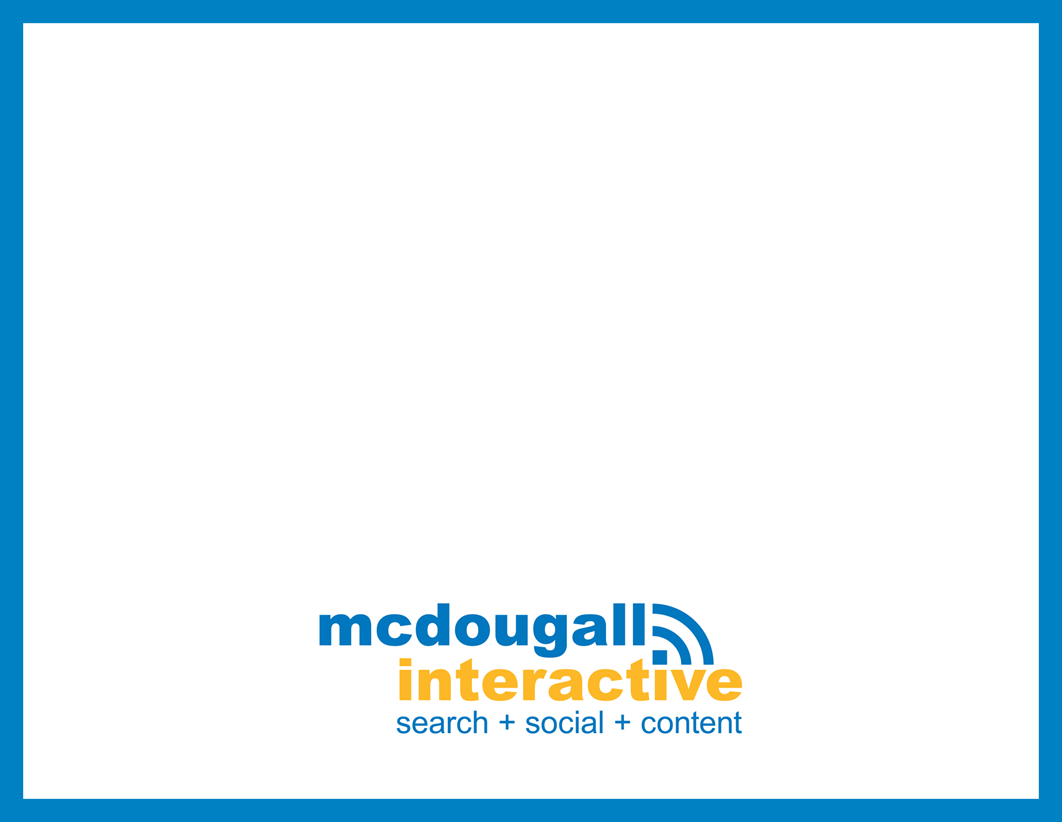 mcdougall
interactive
search + social + content